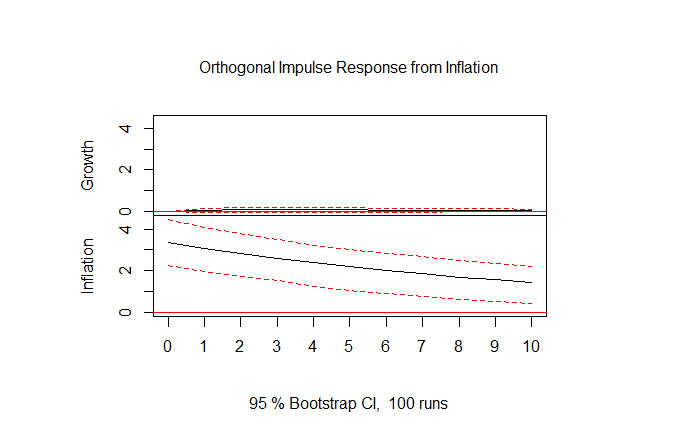 Orthogonal Impulse Response from Inflation
Growth
4
2
0
Inflation
4
2
0
0 1 2 3 4 5 6 7 8 9 10
95 % Bootstrap CI, 100 runs